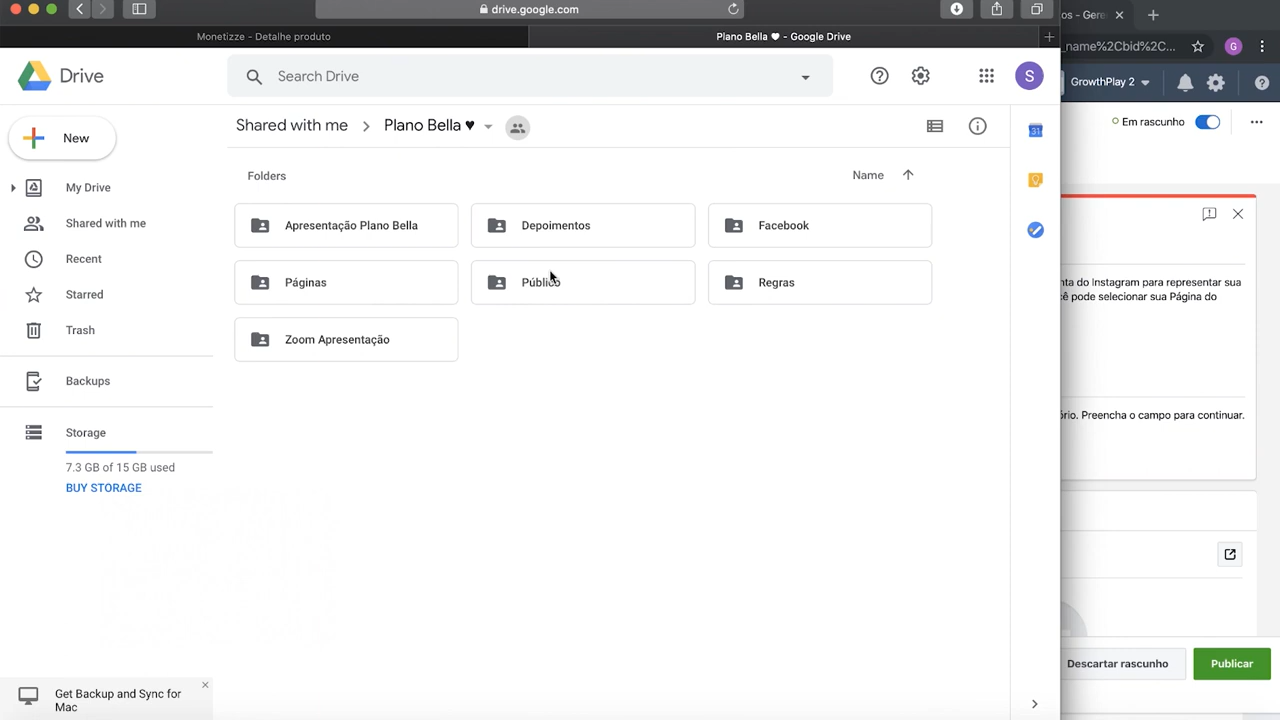 drive.google.com
Monetizze - Detalhe produto
Plano Bella ♥ - Google Drive
os - Gere
_name%2Cbid%2C...
G
Drive
Search Drive
S
GrowthPlay 2
New
Shared with me
Plano Bella ♥
Em rascunho
My Drive
Shared with me
Recent
Starred
Trash
Backups
Storage
7.3 GB of 15 GB used
BUY STORAGE
Folders
Name
Apresentação Plano Bella
Depoimentos
Facebook
Páginas
Público
Regras
Zoom Apresentação
31
nta do Instagram para representar sua
cê pode selecionar sua Página do
ório. Preencha o campo para continuar.
Descartar rascunho
Publicar
Get Backup and Sync for
Mac